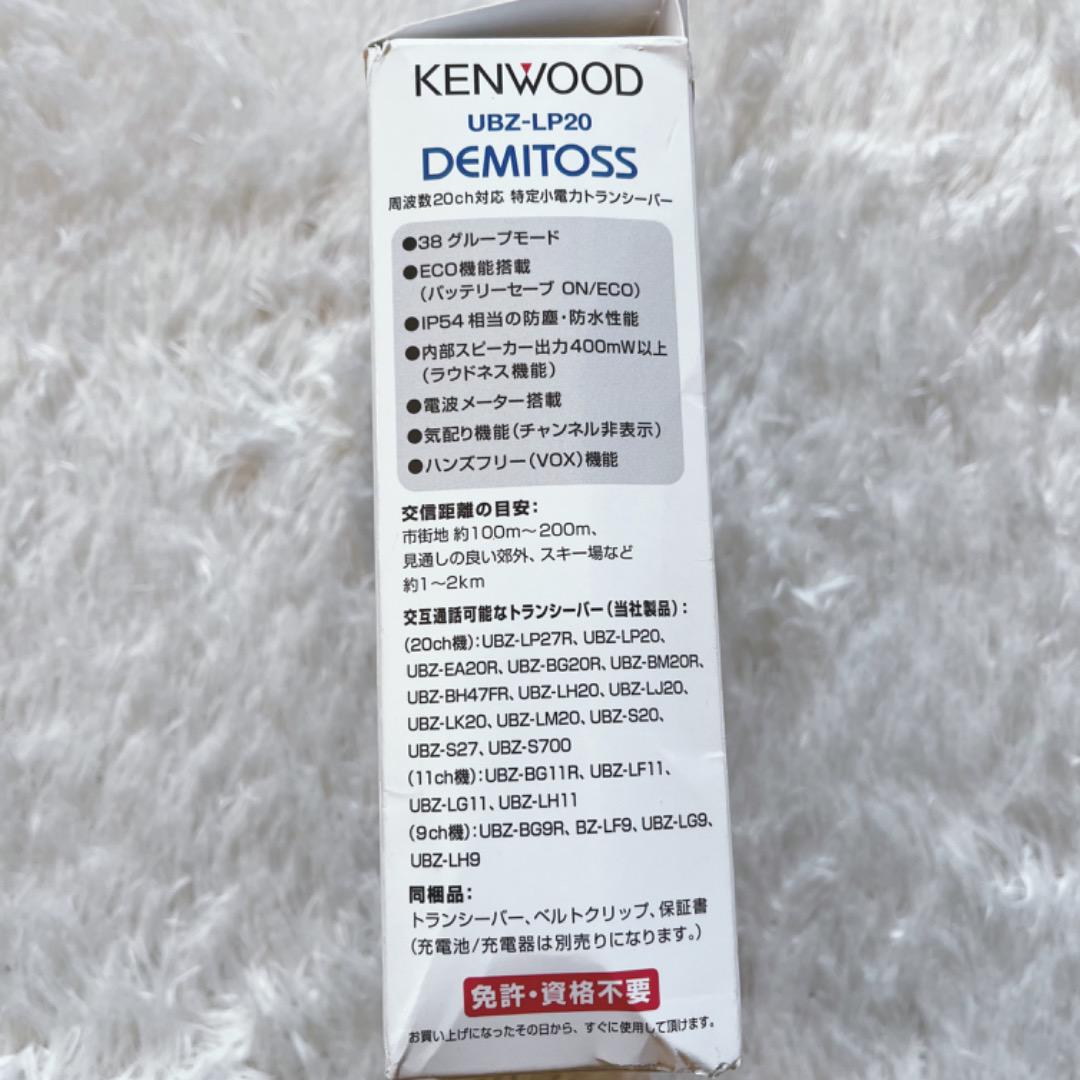 KENWOOD
UBZ-LP20
DEMITOSS
周波数20ch対応 特定小電力トランシーバー
●38 グループモード
●ECO機能搭載
(バッテリーセーブ ON/ECO)
●IP54 相当の防塵・防水性能
●内部スピーカー出力400mW以上
(ラウドネス機能)
●電波メーター搭載
●気配り機能(チャンネル非表示)
●ハンズフリー(VOX)機能
交信距離の目安:
市街地 約100m～200m、
見通しの良い郊外、スキー場など
約1～2km
交互通話可能なトランシーバー(当社製品):
(20ch機):UBZ-LP27R、UBZ-LP20、
UBZ-EA20R、UBZ-BG20R、UBZ-BM20R、
UBZ-BH47FR、UBZ-LH20、UBZ-LJ20、
UBZ-LK20、UBZ-LM20、UBZ-S20、
UBZ-S27、UBZ-S700
(11ch機):UBZ-BG11R、UBZ-LF11、
UBZ-LG11、UBZ-LH11
(9ch機):UBZ-BG9R、BZ-LF9、UBZ-LG9、
UBZ-LH9
同梱品:
トランシーバー、ベルトクリップ、保証書
(充電池/充電器は別売りになります。)
免許・資格不要
お買い上げになったその日から、すぐに使用して頂けます。